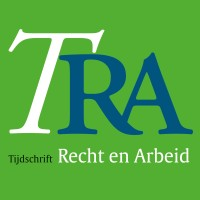 TRA
Tijdschrift Recht en Arbeid